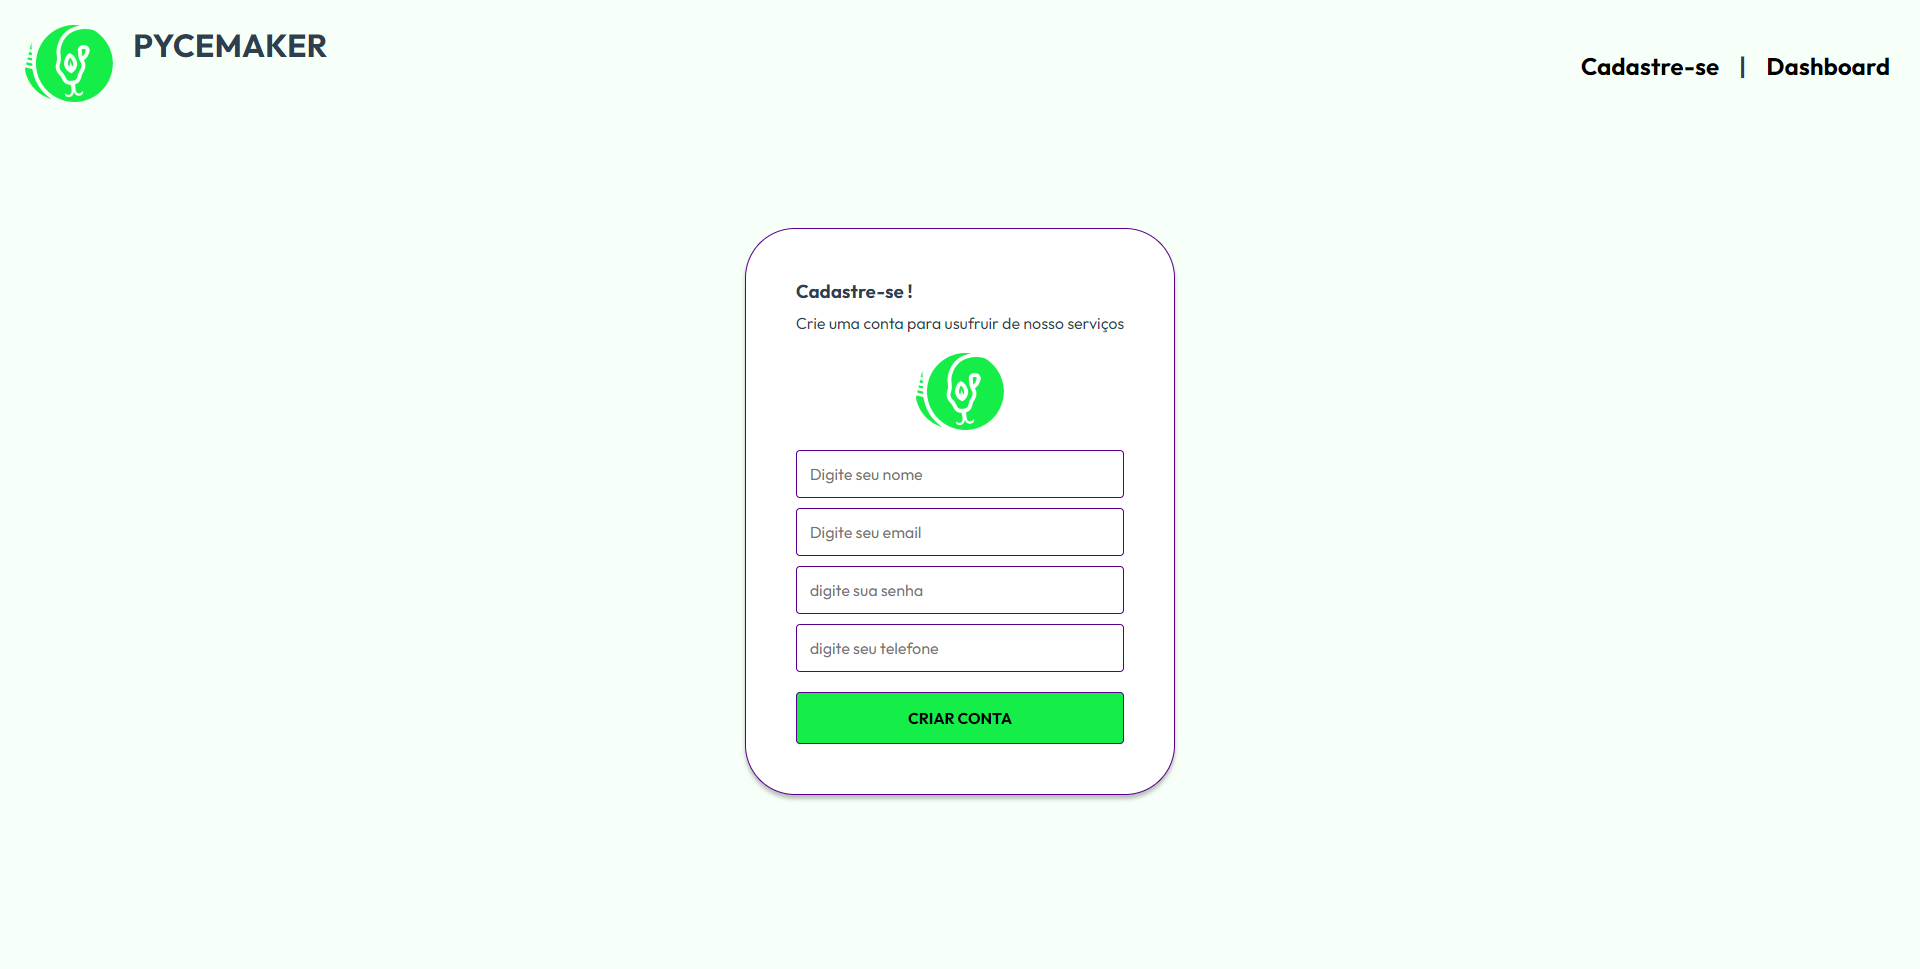 PYCEMAKER
Cadastre-se | Dashboard
Cadastre-se !
Crie uma conta para usufruir de nosso serviços
Digite seu nome
Digite seu email
digite sua senha
digite seu telefone
CRIAR CONTA